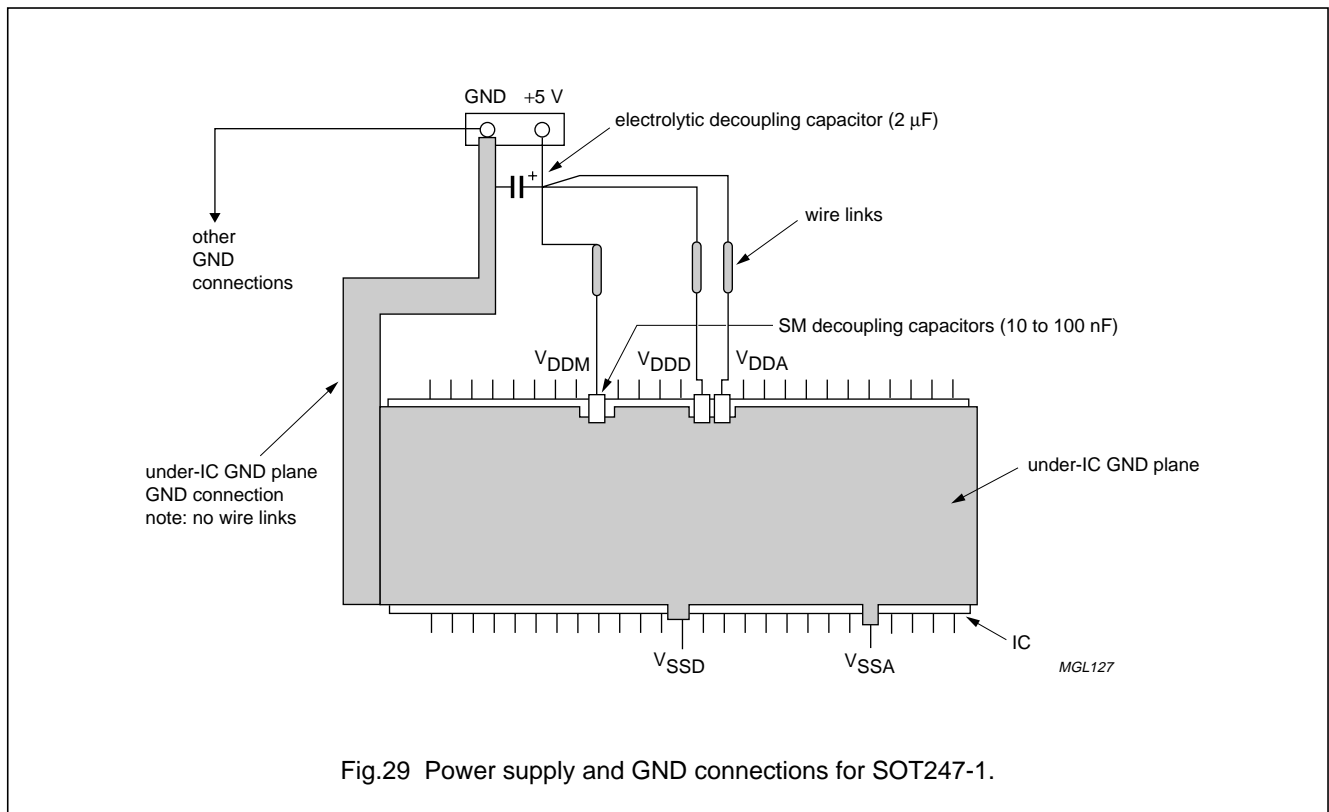 GND +5 V
electrolytic decoupling capacitor (2 μF)
+
wire links
other
GND
connections
SM decoupling capacitors (10 to 100 nF)
VDDM VDDD VDDA
under-IC GND plane
GND connection
note: no wire links
under-IC GND plane
IC
VSSD VSSA
MGL127
Fig.29 Power supply and GND connections for SOT247-1.